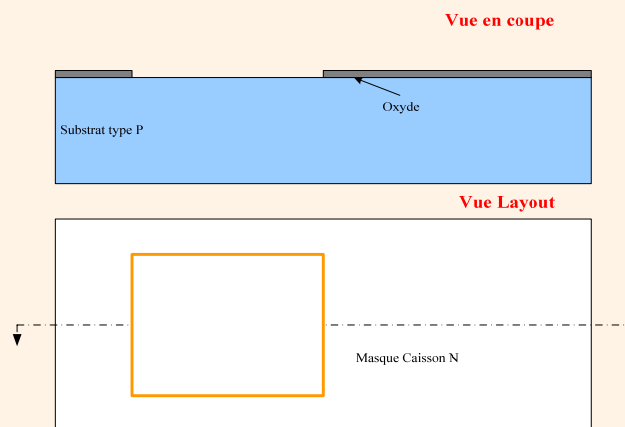 Vue en coupe
Oxyde
Substrat type P
Vue Layout
Masque Caisson N